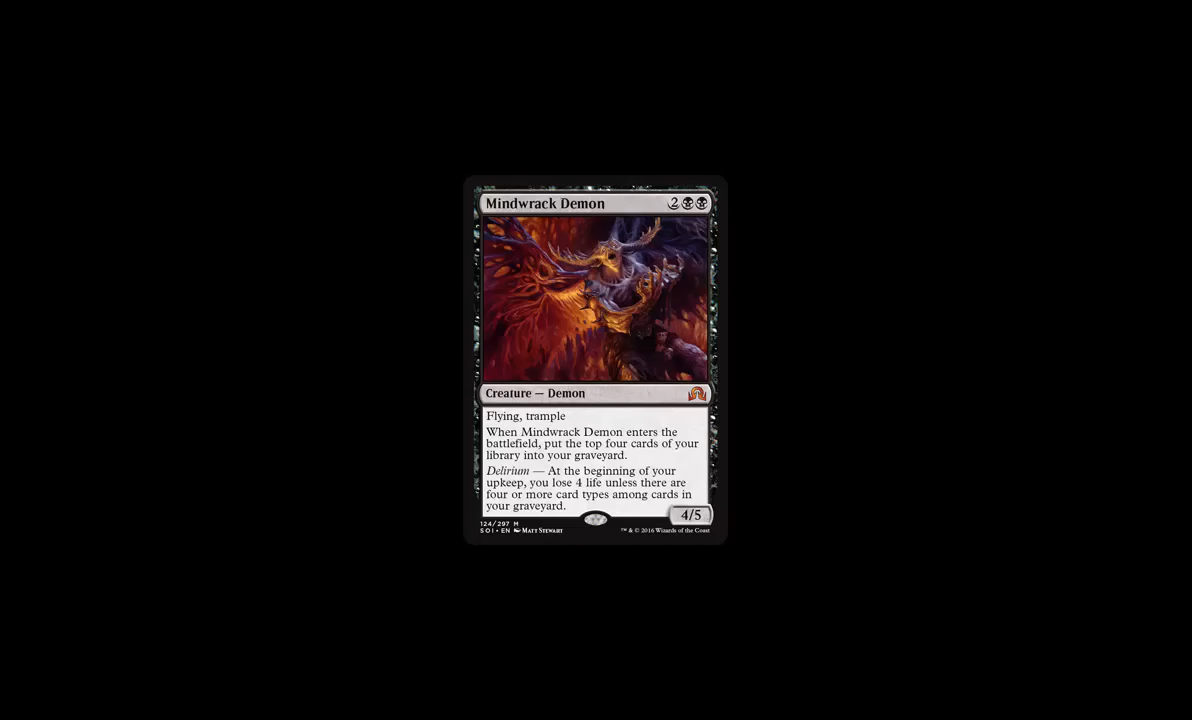 Mindwrack Demon 2
Creature — Demon
Flying, trample
When Mindwrack Demon enters the
battlefield, put the top four cards of your
library into your graveyard.
Delirium — At the beginning of your
upkeep, you lose 4 life unless there are
four or more card types among cards in
your graveyard.
4/5
124/297 M
SOI • EN Matt Stewart
™ & © 2016 Wizards of the Coast